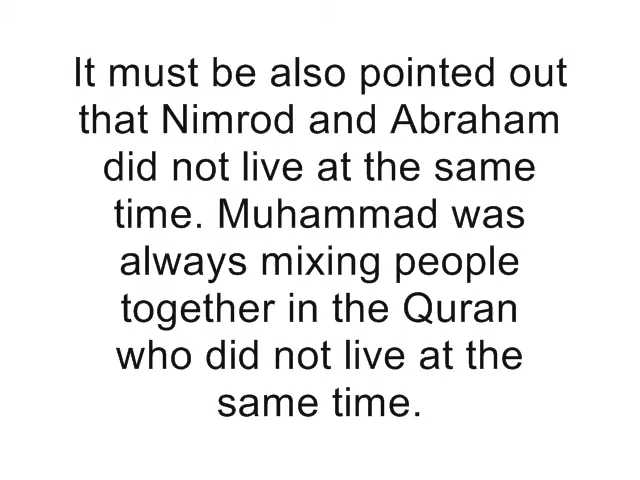 It must be also pointed out
that Nimrod and Abraham
did not live at the same
time. Muhammad was
always mixing people
together in the Quran
who did not live at the
same time.